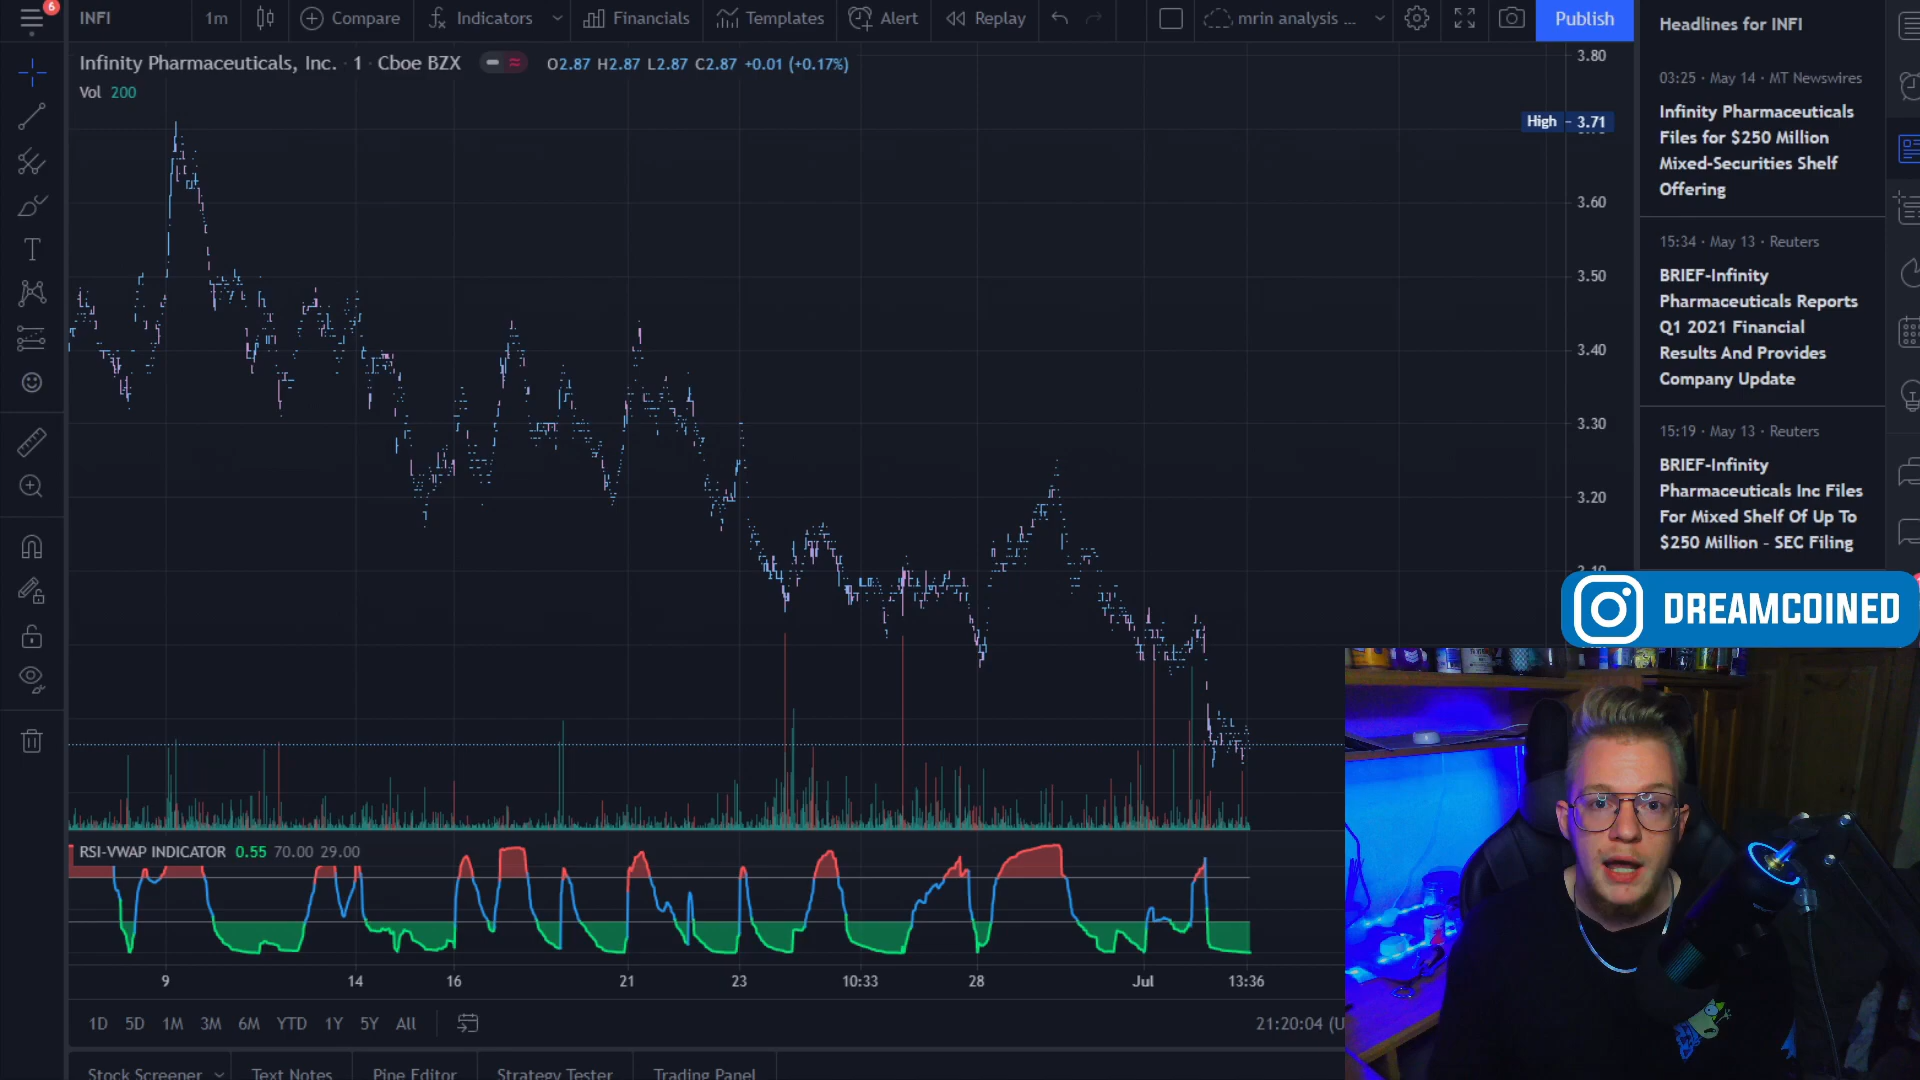 6
INFI
1m
Compare
Indicators
Financials
Templates
Alert
Replay
mrin analysis ...
Publish
Infinity Pharmaceuticals, Inc. · 1 · Cboe BZX
O2.87 H2.87 L2.87 C2.87 +0.01 (+0.17%)
Vol 200
3.80
High - 3.71
3.60
3.50
3.40
3.30
3.20
3.10
Headlines for INFI
03:25 · May 14 · MT Newswires
Infinity Pharmaceuticals
Files for $250 Million
Mixed-Securities Shelf
Offering
15:34 · May 13 · Reuters
BRIEF-Infinity
Pharmaceuticals Reports
Q1 2021 Financial
Results And Provides
Company Update
15:19 · May 13 · Reuters
BRIEF-Infinity
Pharmaceuticals Inc Files
For Mixed Shelf Of Up To
$250 Million - SEC Filing
DREAMCOINED
RSI-VWAP INDICATOR 0.55 70.00 29.00
9 14 16 21 23 10:33 28 Jul 13:36
1D 5D 1M 3M 6M YTD 1Y 5Y All
21:20:04 (U
Stock Screener Text Notes Pine Editor Strategy Tester Trading Panel